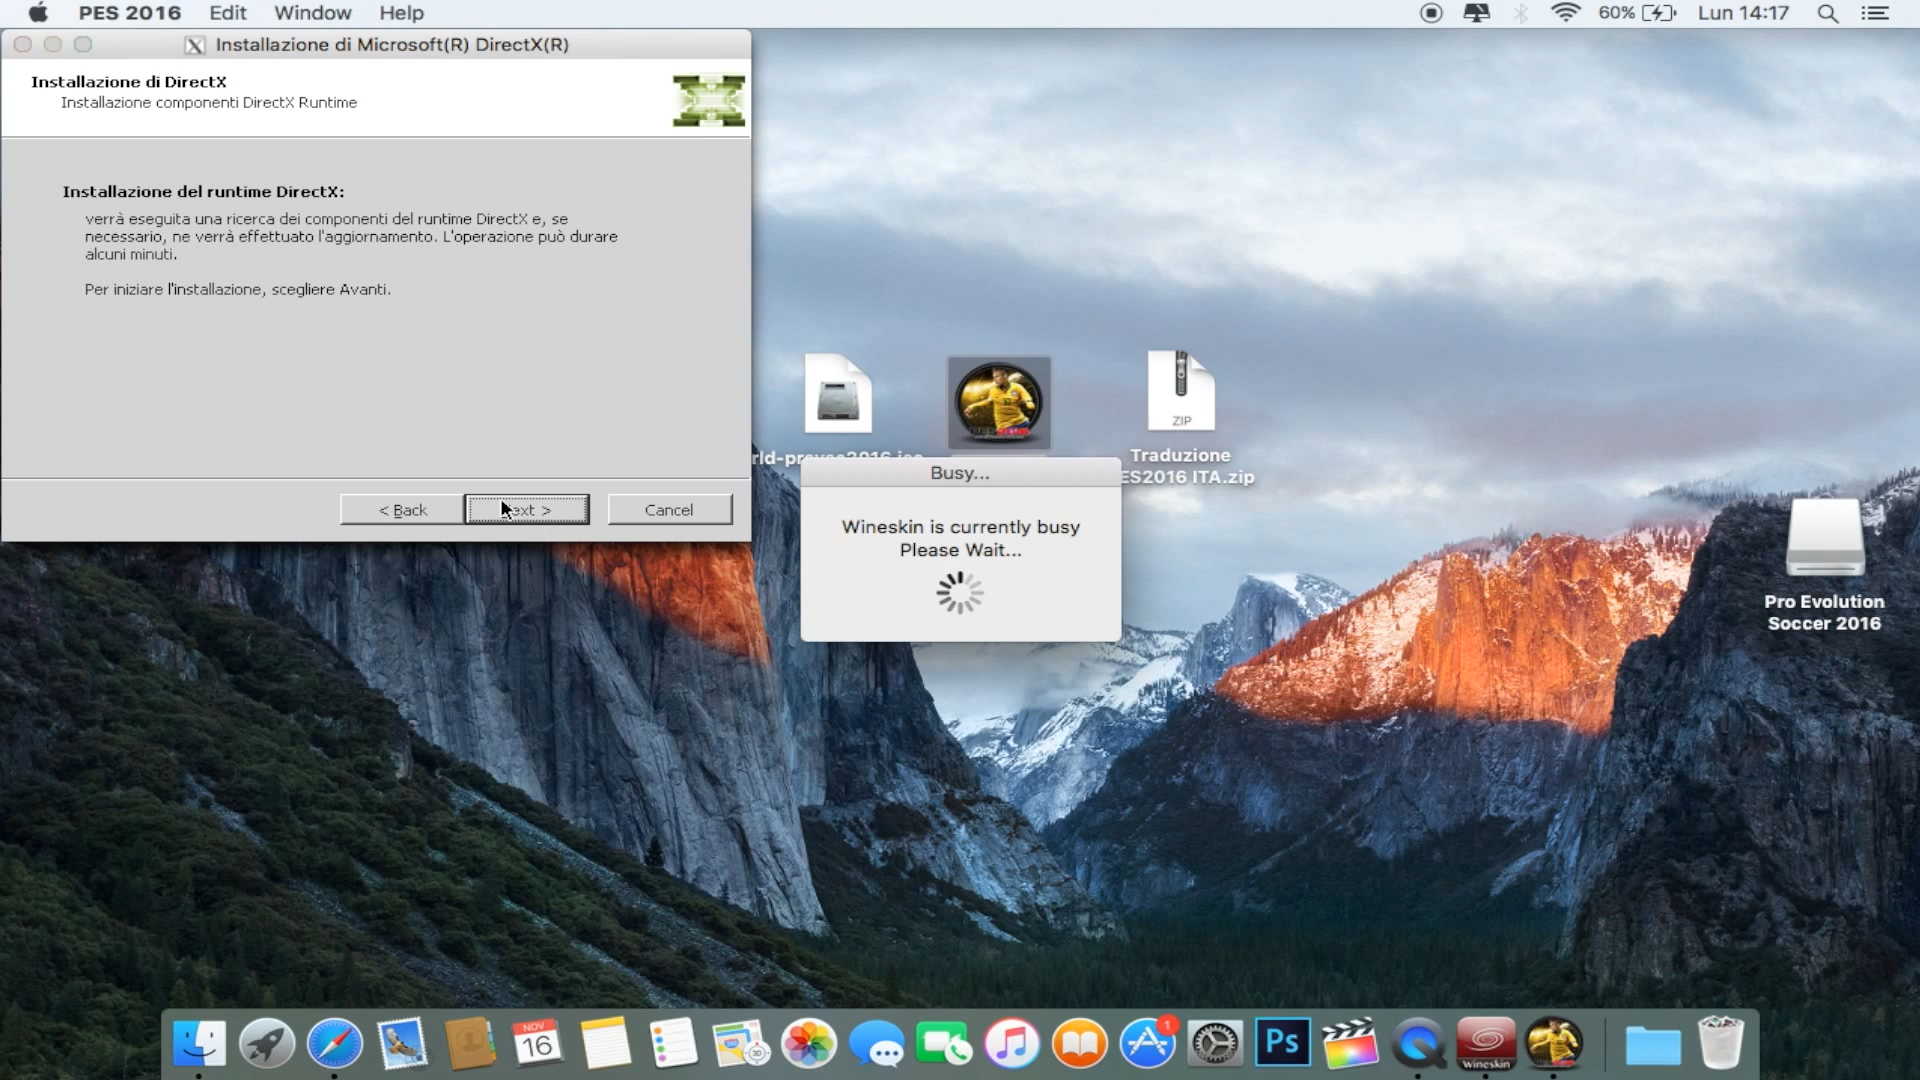 PES 2016 Edit Window Help
60% Lun 14:17
Installazione di Microsoft(R) DirectX(R)
Installazione di DirectX
Installazione componenti DirectX Runtime
Installazione del runtime DirectX:
verrà eseguita una ricerca dei componenti del runtime DirectX e, se
necessario, ne verrà effettuato l'aggiornamento. L'operazione può durare
alcuni minuti.
Per iniziare l'installazione, scegliere Avanti.
< Back
ext >
Cancel
ZIP
Traduzione
ES2016 ITA.zip
Busy...
Wineskin is currently busy
Please Wait...
Pro Evolution
Soccer 2016
NOV
16
3D
1
Ps
Wineskin